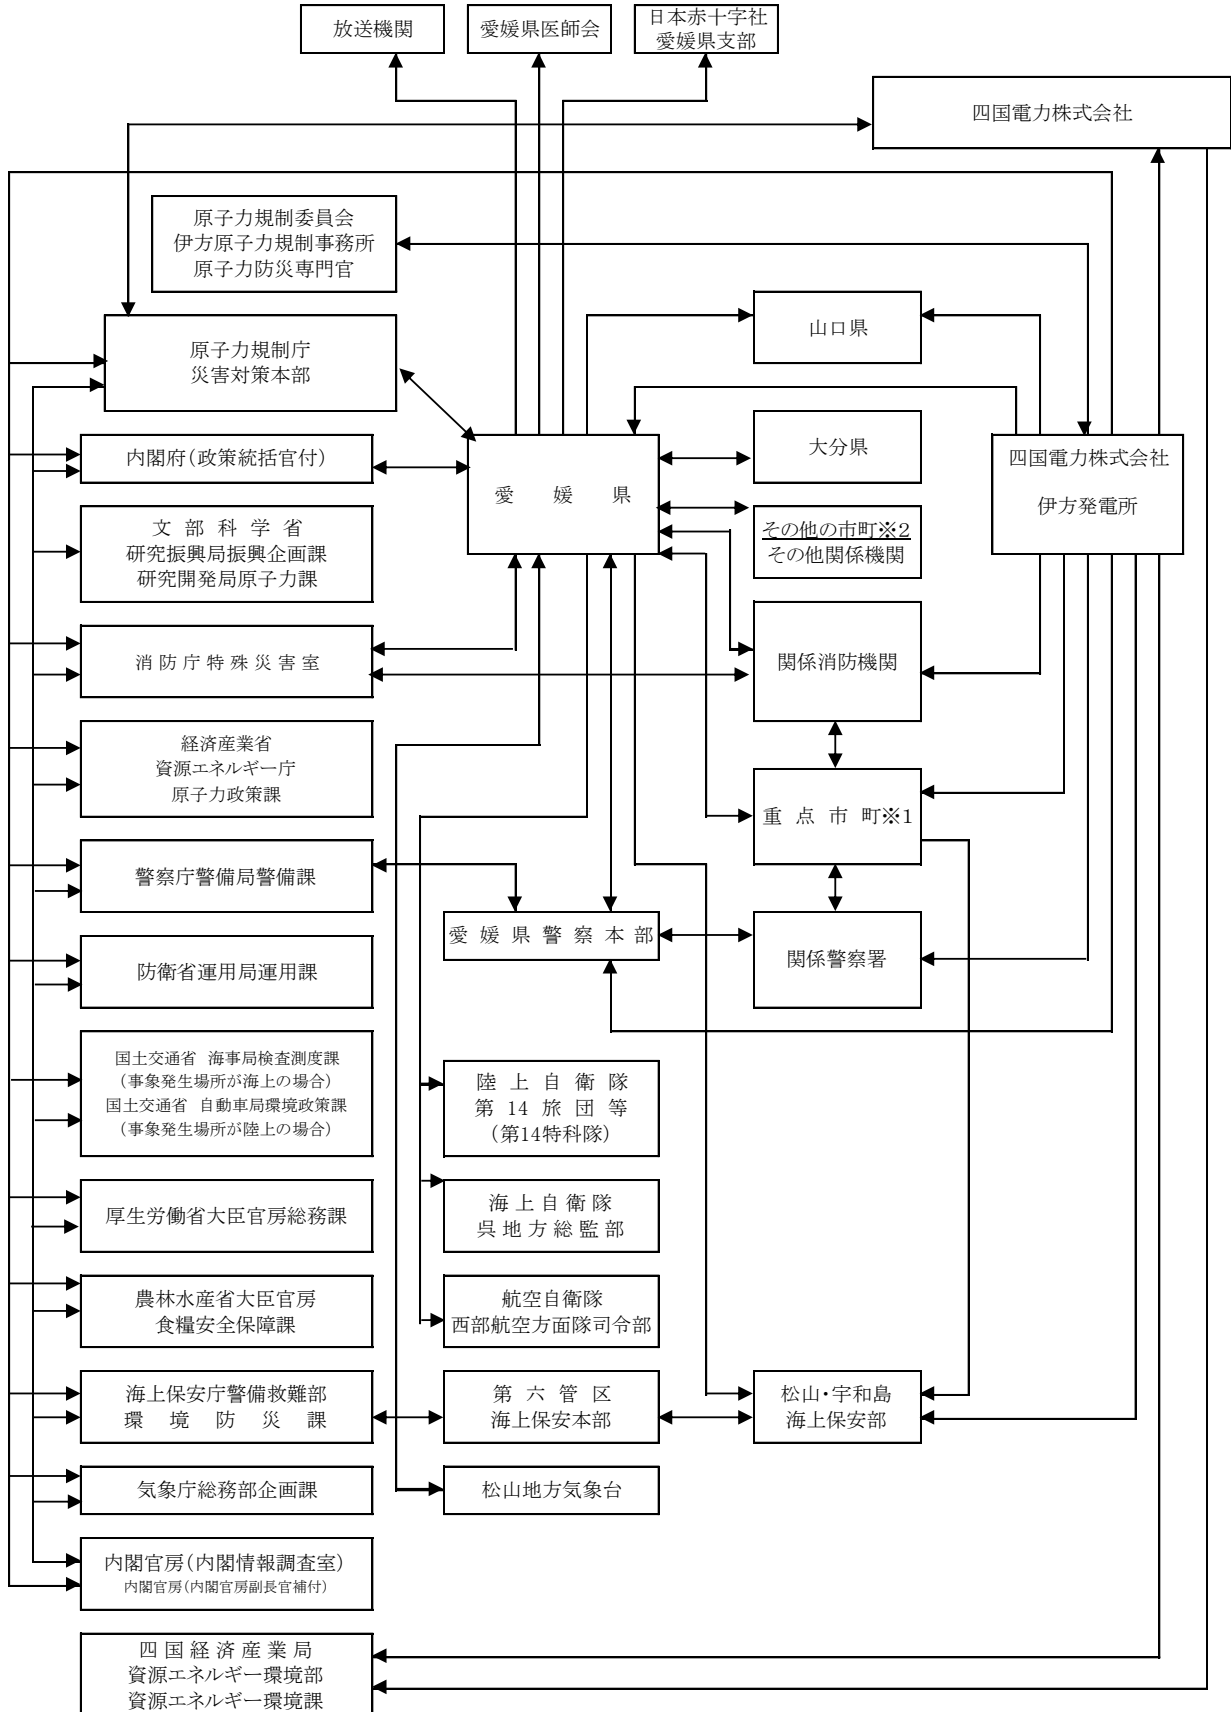 放送機関
愛媛県医師会
日本赤十字社
愛媛県支部
四国電力株式会社
原子力規制委員会
伊方原子力規制事務所
原子力防災専門官
山口県
原子力規制庁
災害対策本部
大分県
内閣府(政策統括官付)
愛 媛 県
四国電力株式会社
伊方発電所
その他の市町※2
その他関係機関
文 部 科 学 省
研究振興局振興企画課
研究開発局原子力課
消 防 庁 特 殊 災 害 室
関係消防機関
経済産業省
資源エネルギー庁
原子力政策課
重 点 市 町※1
警察庁警備局警備課
愛 媛 県 警 察 本 部
関係警察署
防衛省運用局運用課
国土交通省 海事局検査測度課
(事象発生場所が海上の場合)
国土交通省 自動車局環境政策課
(事象発生場所が陸上の場合)
陸 上 自 衛 隊
第 14 旅 団 等
(第14特科隊)
厚生労働省大臣官房総務課
海 上 自 衛 隊
呉 地 方 総 監 部
農林水産省大臣官房
食糧安全保障課
航空自衛隊
西部航空方面隊司令部
海上保安庁警備救難部
環 境 防 災 課
第 六 管 区
海上保安本部
松山・宇和島
海上保安部
気象庁総務部企画課
松山地方気象台
内閣官房(内閣情報調査室)
内閣官房(内閣官房副長官補付)
四 国 経 済 産 業 局
資源エネルギー環境部
資源エネルギー環境課